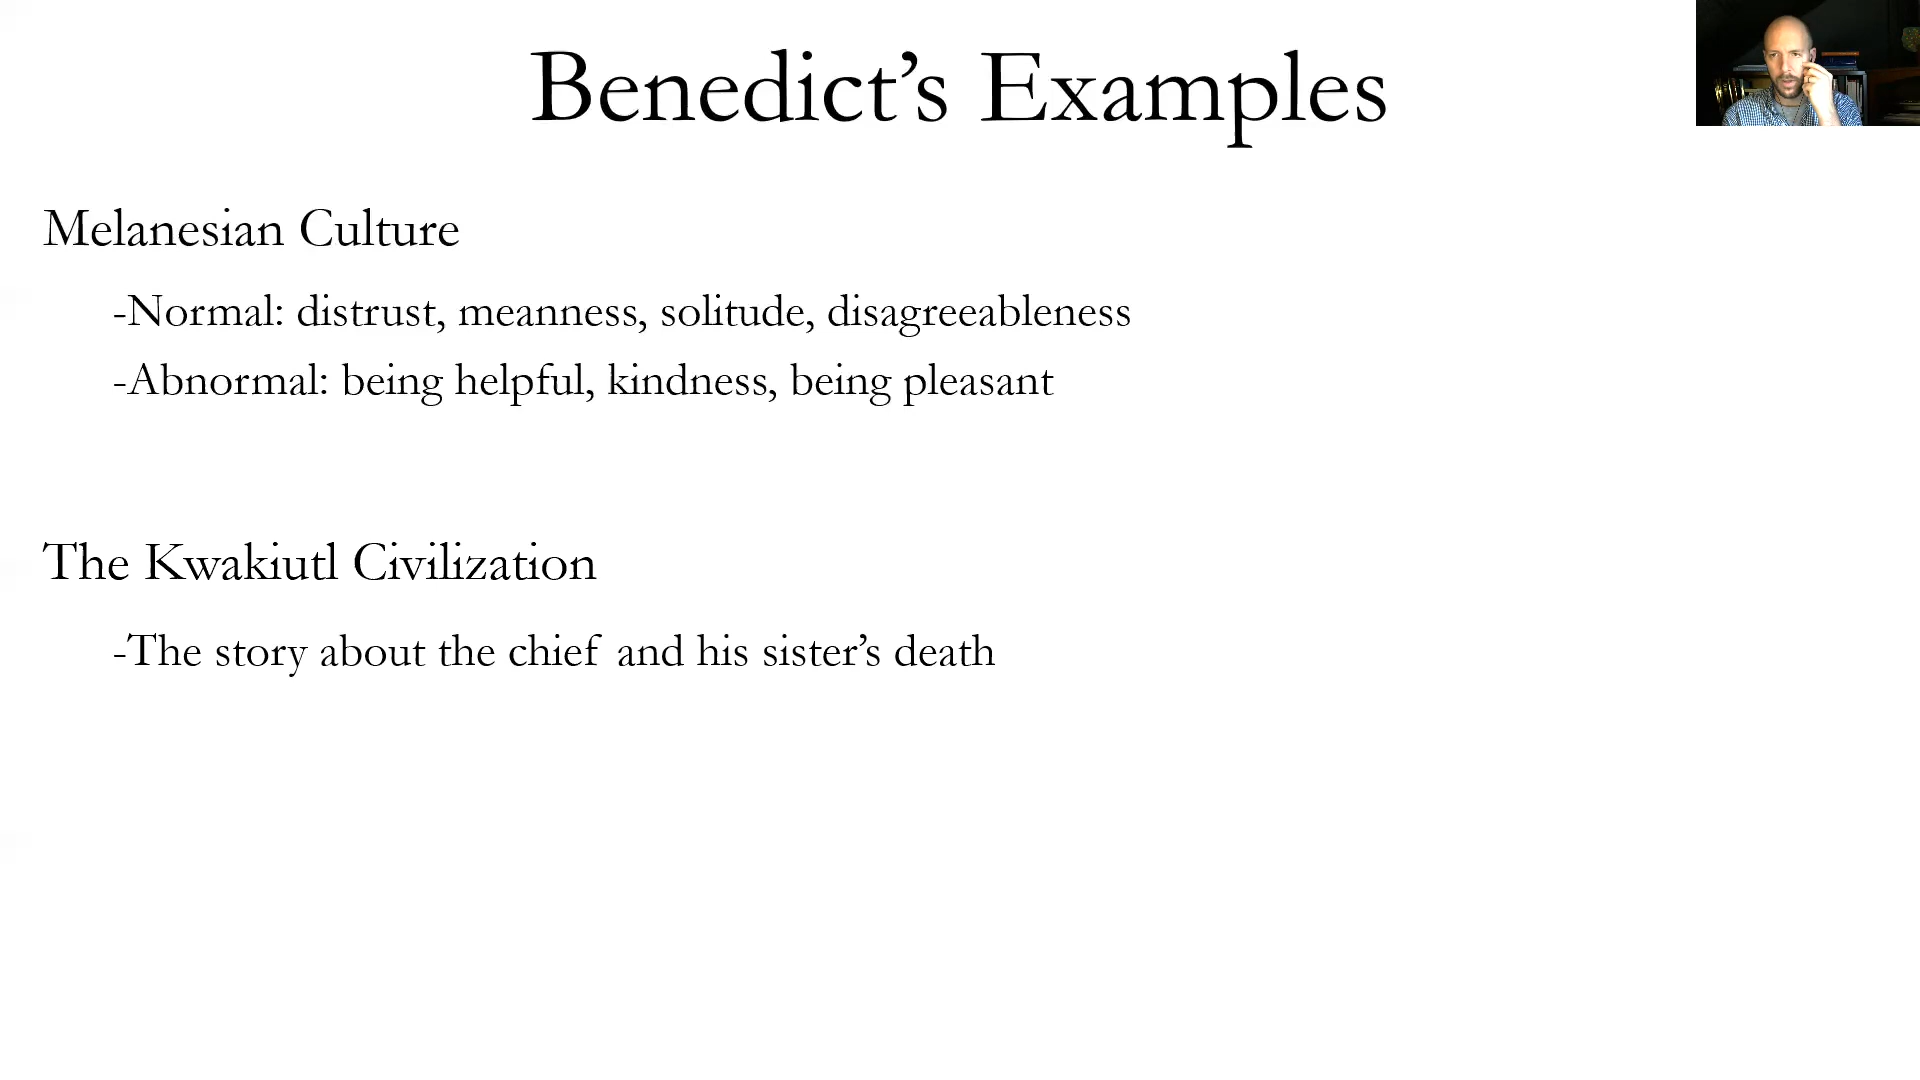 Benedict’s Examples
Melanesian Culture
-Normal: distrust, meanness, solitude, disagreeableness
-Abnormal: being helpful, kindness, being pleasant
The Kwakiutl Civilization
-The story about the chief and his sister’s death